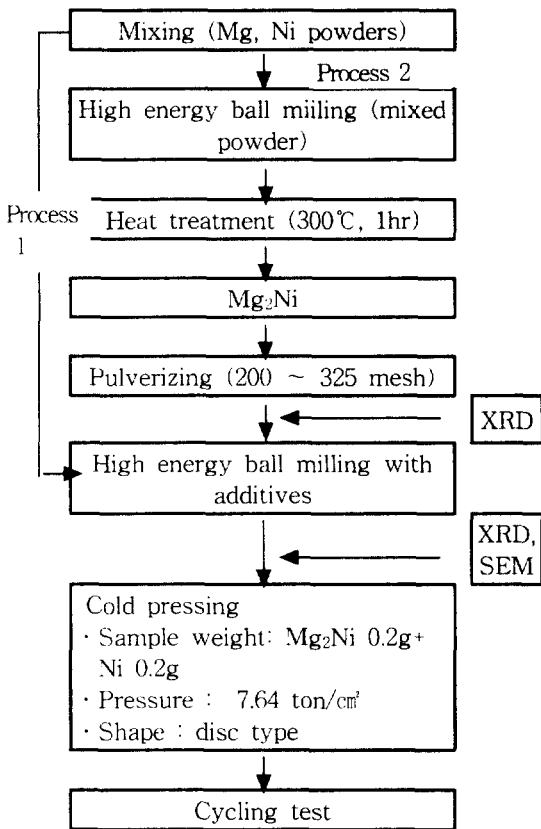 Mixing (Mg, Ni powders)
Process 2
High energy ball miiling (mixed
powder)
Process
1
Heat treatment (300℃, 1hr)
Mg₂Ni
Pulverizing (200 ~ 325 mesh)
XRD
High energy ball milling with
additives
XRD,
SEM
Cold pressing
· Sample weight: Mg₂Ni 0.2g+
Ni 0.2g
· Pressure : 7.64 ton/㎠
· Shape : disc type
Cycling test